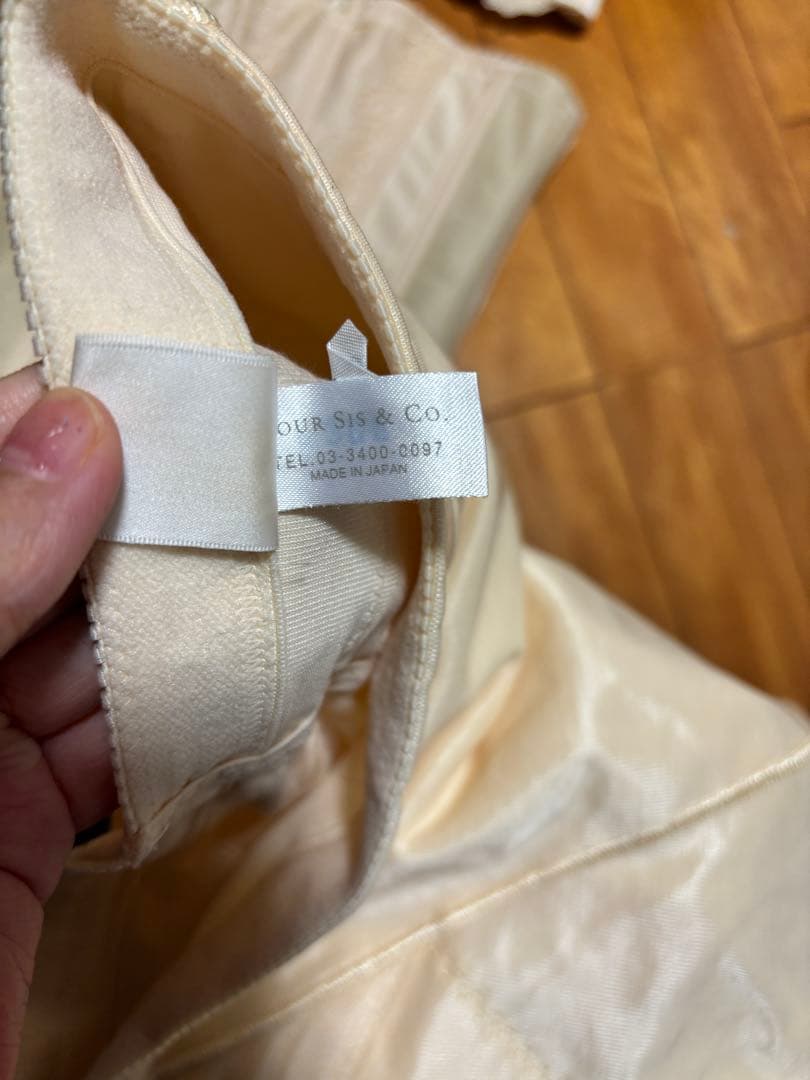 OUR SIS & CO.
TEL.03-3400-0097
MADE IN JAPAN